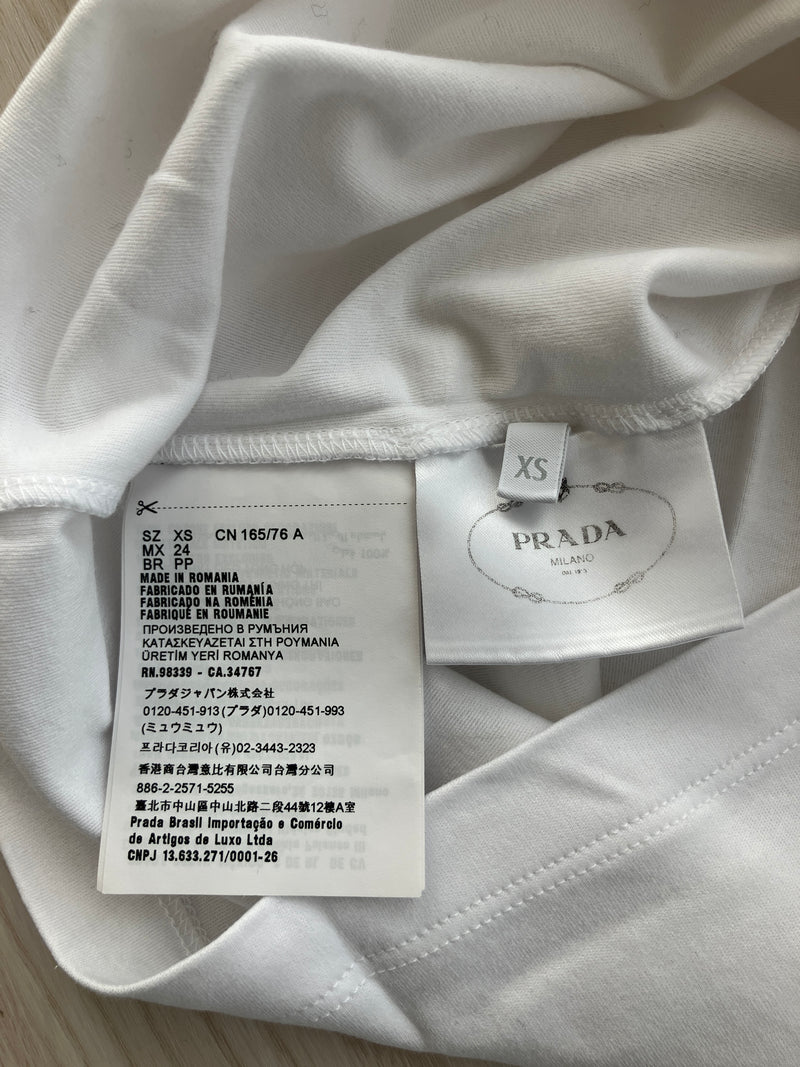 SZ XS CN 165/76 A
MX 24
BR PP
MADE IN ROMANIA
FABRICADO EN RUMANÍA
FABRICADO NA ROMÊNIA
FABRIQUÉ EN ROUMANIE
ПРОИЗВЕДЕНО В РУМЪНИЯ
ΚΑΤΑΣΚΕΥΑΖΕΤΑΙ ΣΤΗ ΡΟΥΜΑΝΙΑ
ÜRETİM YERİ ROMANYA
RN.98339 - CA.34767
プラダジャパン株式会社
0120-451-913(プラダ)0120-451-993
(ミュウミュウ)
프라다코리아(유)02-3443-2323
香港商台灣意比有限公司台灣分公司
886-2-2571-5255
臺北市中山區中山北路二段44號12樓A室
Prada Brasil Importação e Comércio
de Artigos de Luxo Ltda
CNPJ 13.633.271/0001-26
XS
PRADA
MILANO
DAL 1913